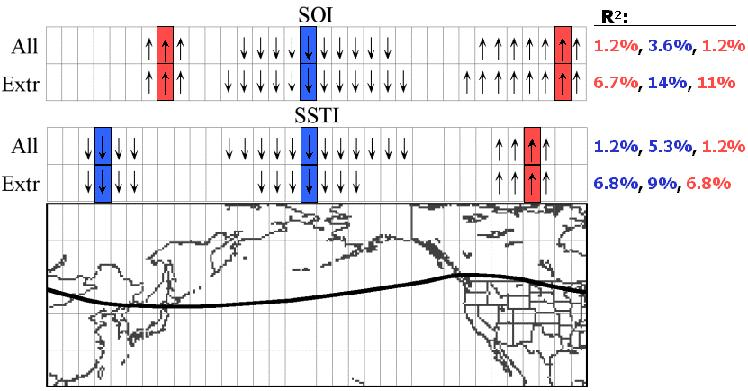 SOI
R²:
All 1.2%, 3.6%, 1.2%
Extr 6.7%, 14%, 11%
SSTI
All 1.2%, 5.3%, 1.2%
Extr 6.8%, 9%, 6.8%